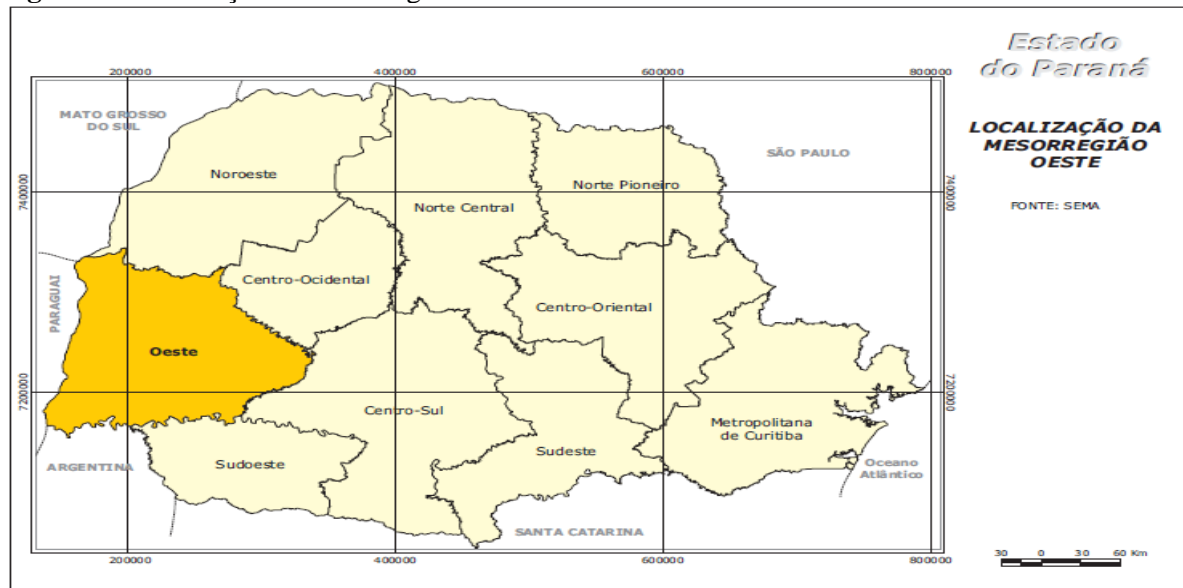 Estado
do Paraná
LOCALIZAÇÃO DA
MESORREGIÃO
OESTE
FONTE: SEMA
200000
400000
600000
800000
MATO GROSSO
DO SUL
SÃO PAULO
Noroeste
Norte Pioneiro
7400000
7400000
Norte Central
PARAGUAI
Centro-Ocidental
Centro-Oriental
Oeste
7200000
7200000
Centro-Sul
Metropolitana
de Curitiba
Sudoeste
Sudeste
ARGENTINA
Oceano
Atlântico
SANTA CATARINA
200000
400000
600000
800000
30 0 30 60 Km